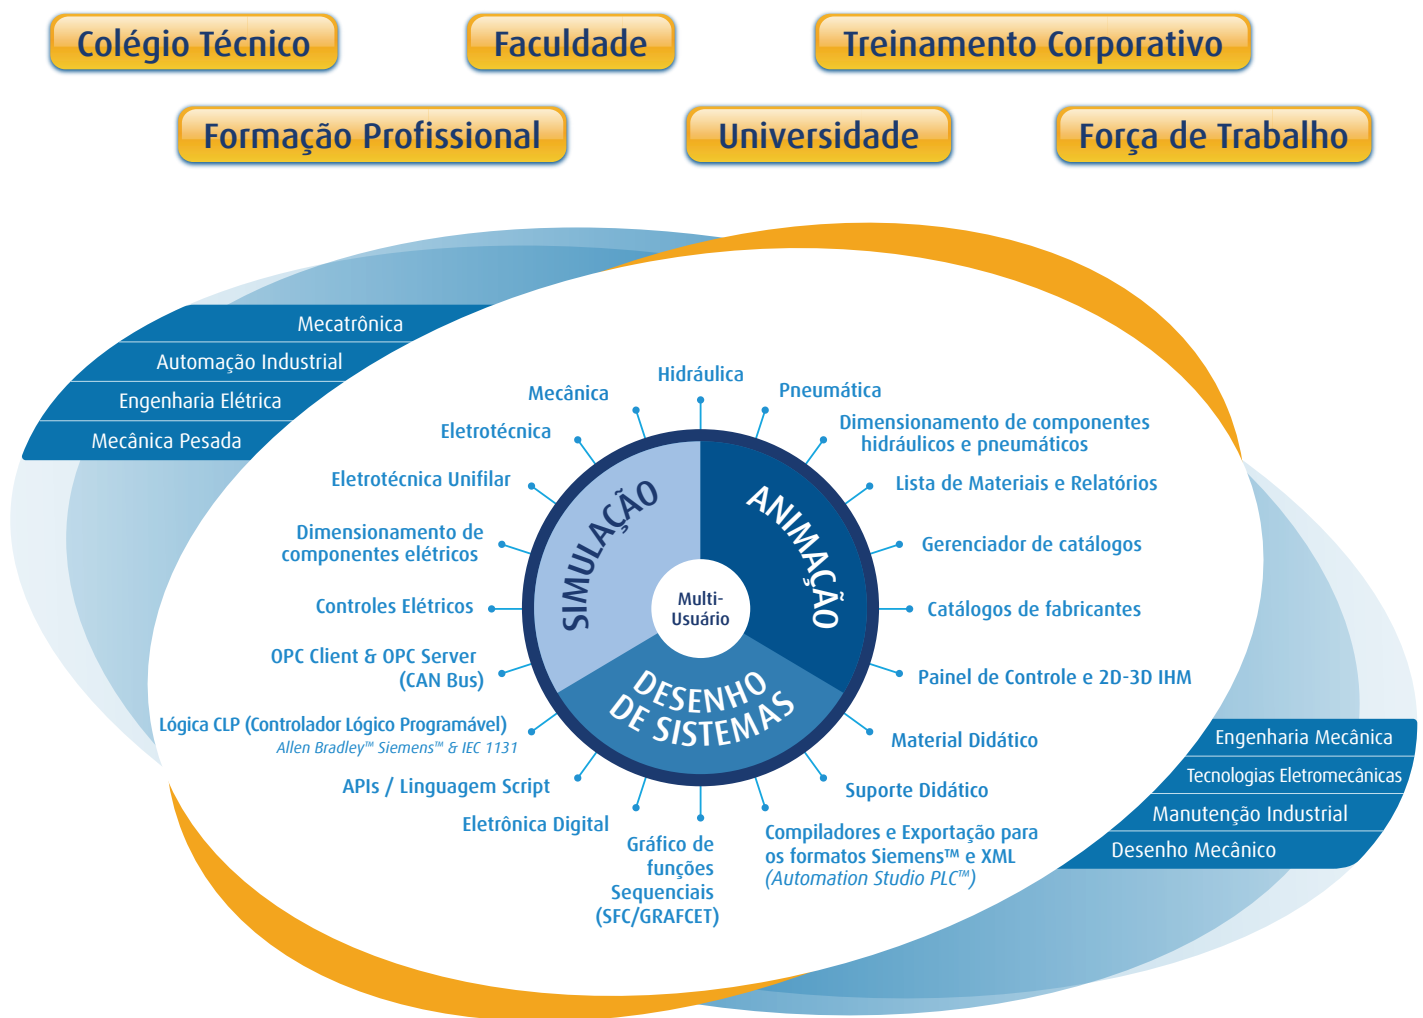 Colégio Técnico
Faculdade
Treinamento Corporativo
Formação Profissional
Universidade
Força de Trabalho
Mecatrônica
Automação Industrial
Engenharia Elétrica
Mecânica Pesada
Hidráulica
Pneumática
Dimensionamento de componentes
hidráulicos e pneumáticos
Lista de Materiais e Relatórios
Gerenciador de catálogos
Catálogos de fabricantes
Painel de Controle e 2D-3D IHM
Material Didático
Suporte Didático
Compiladores e Exportação para
os formatos Siemens™ e XML
(Automation Studio PLC™)
Gráfico de
funções
Sequenciais
(SFC/GRAFCET)
Eletrônica Digital
APIs / Linguagem Script
Lógica CLP (Controlador Lógico Programável)
Allen Bradley™ Siemens™ & IEC 1131
OPC Client & OPC Server
(CAN Bus)
Controles Elétricos
Dimensionamento de
componentes elétricos
Eletrotécnica Unifilar
Eletrotécnica
Mecânica
SIMULAÇÃO
ANIMAÇÃO
DESENHO
DE SISTEMAS
Multi-
Usuário
Engenharia Mecânica
Tecnologias Eletromecânicas
Manutenção Industrial
Desenho Mecânico